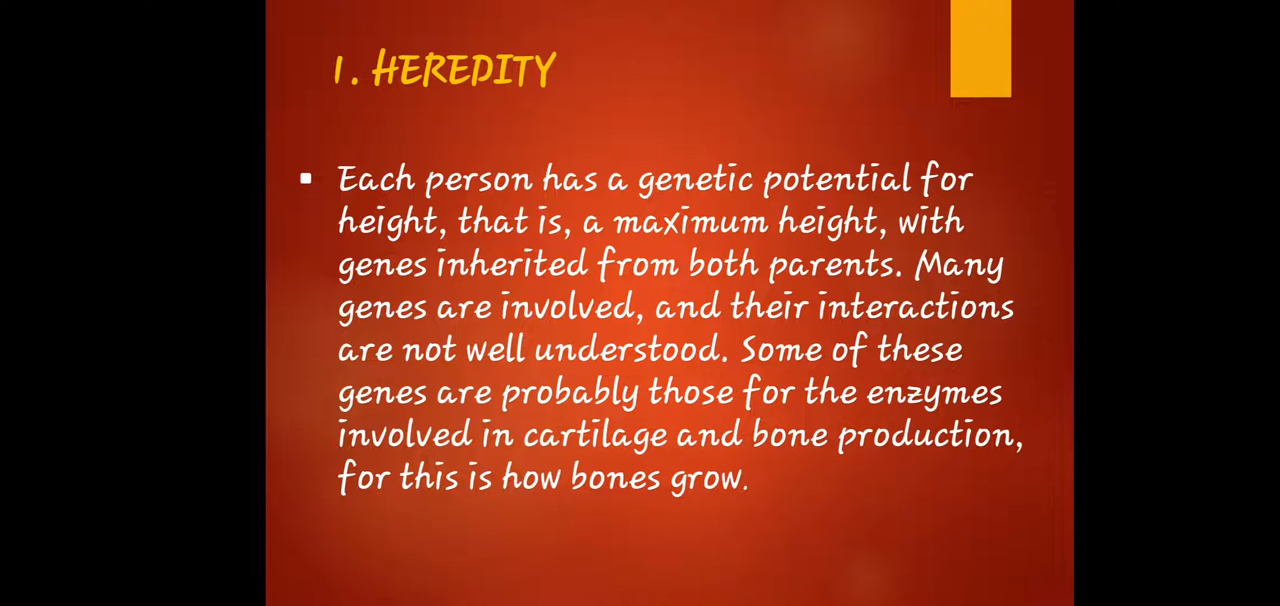 1. HEREDITY
Each person has a genetic potential for
height, that is, a maximum height, with
genes inherited from both parents. Many
genes are involved, and their interactions
are not well understood. Some of these
genes are probably those for the enzymes
involved in cartilage and bone production,
for this is how bones grow.